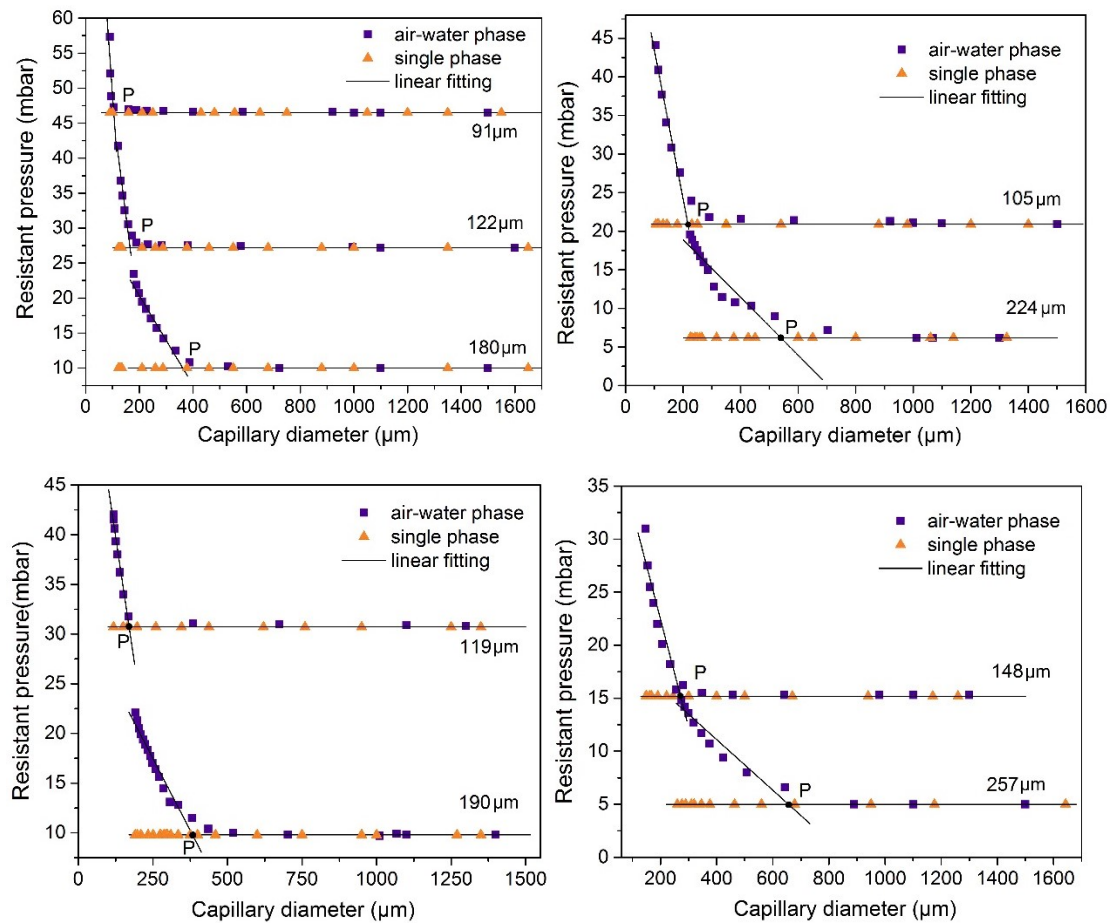 60
55
50
45
40
35
30
25
20
15
10
Resistant pressure (mbar)
air-water phase
single phase
linear fitting
P
91µm
P
122µm
P
180µm
0 200 400 600 800 1000 1200 1400 1600
Capillary diameter (µm)
45
40
35
30
25
20
15
10
5
0
Resistant pressure (mbar)
air-water phase
single phase
linear fitting
P
105µm
P
224µm
0 200 400 600 800 1000 1200 1400 1600
Capillary diameter (µm)
45
40
35
30
25
20
15
10
Resistant pressure(mbar)
air-water phase
single phase
linear fitting
P
119µm
P
190µm
0 250 500 750 1000 1250 1500
Capillary diameter (µm)
35
30
25
20
15
10
5
0
Resistant pressure (mbar)
air-water phase
single phase
linear fitting
P
148µm
P
257µm
200 400 600 800 1000 1200 1400 1600
Capillary diameter (µm)